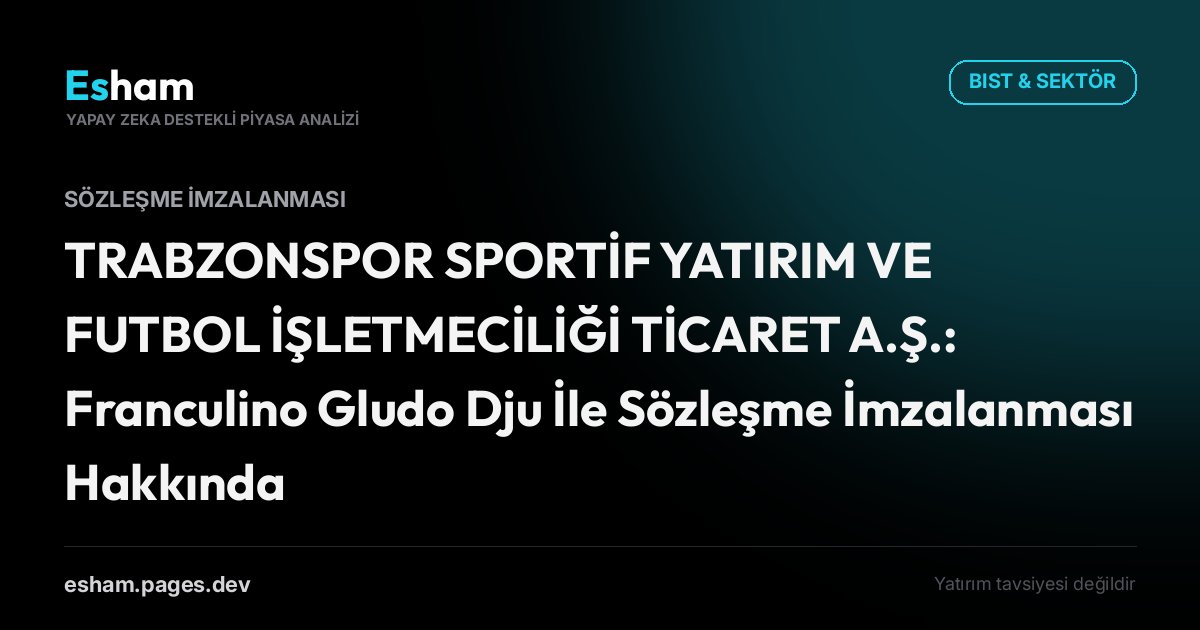 Esham
BIST & SEKTÖR
YAPAY ZEKA DESTEKLİ PİYASA ANALİZİ
SÖZLEŞME İMZALANMASI
TRABZONSPOR SPORTİF YATIRIM VE
FUTBOL İŞLETMECİLİĞİ TİCARET A.Ş.:
Franculino Gludo Dju İle Sözleşme İmzalanması
Hakkında
esham.pages.dev
Yatırım tavsiyesi değildir